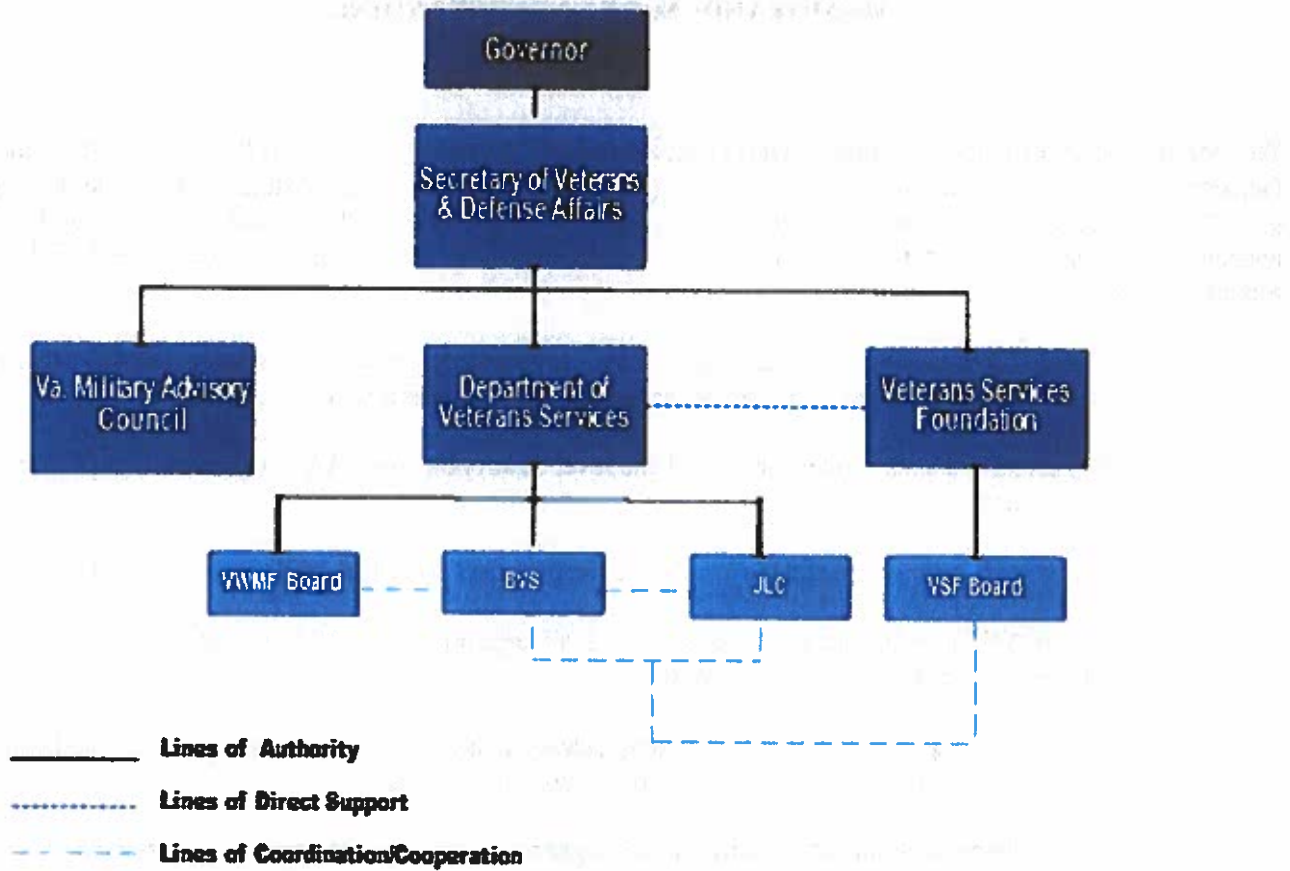 Governor
Secretary of Veterans
& Defense Affairs
Va. Military Advisory
Council
Department of
Veterans Services
Veterans Services
Foundation
VWMF Board
BVS
JLC
VSF Board
Lines of Authority
Lines of Direct Support
Lines of Coordination/Cooperation